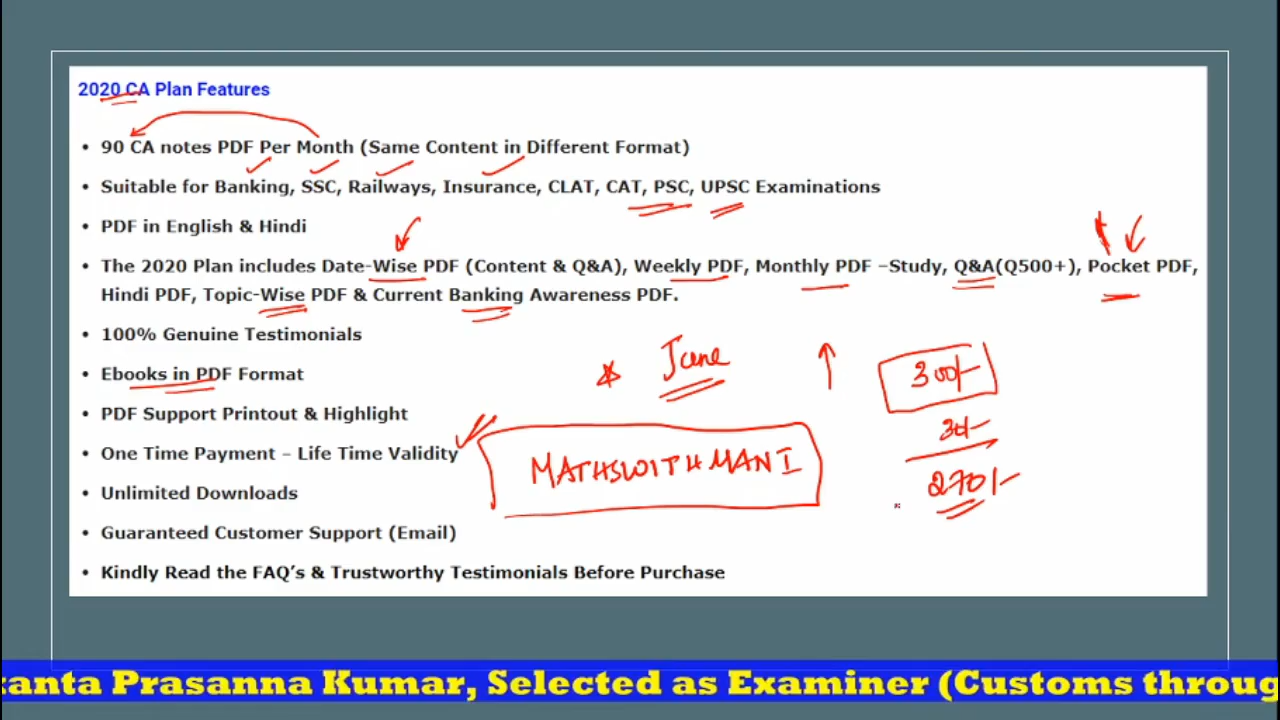 2020 CA Plan Features
• 90 CA notes PDF Per Month (Same Content in Different Format)
• Suitable for Banking, SSC, Railways, Insurance, CLAT, CAT, PSC, UPSC Examinations
• PDF in English & Hindi
• The 2020 Plan includes Date-Wise PDF (Content & Q&A), Weekly PDF, Monthly PDF –Study, Q&A(Q500+), Pocket PDF,
Hindi PDF, Topic-Wise PDF & Current Banking Awareness PDF.
• 100% Genuine Testimonials
June
300/-
• Ebooks in PDF Format
• PDF Support Printout & Highlight
30/-
• One Time Payment – Life Time Validity
MATHSWITHMANI
270/-
• Unlimited Downloads
• Guaranteed Customer Support (Email)
• Kindly Read the FAQ’s & Trustworthy Testimonials Before Purchase
kanta Prasanna Kumar, Selected as Examiner (Customs throug